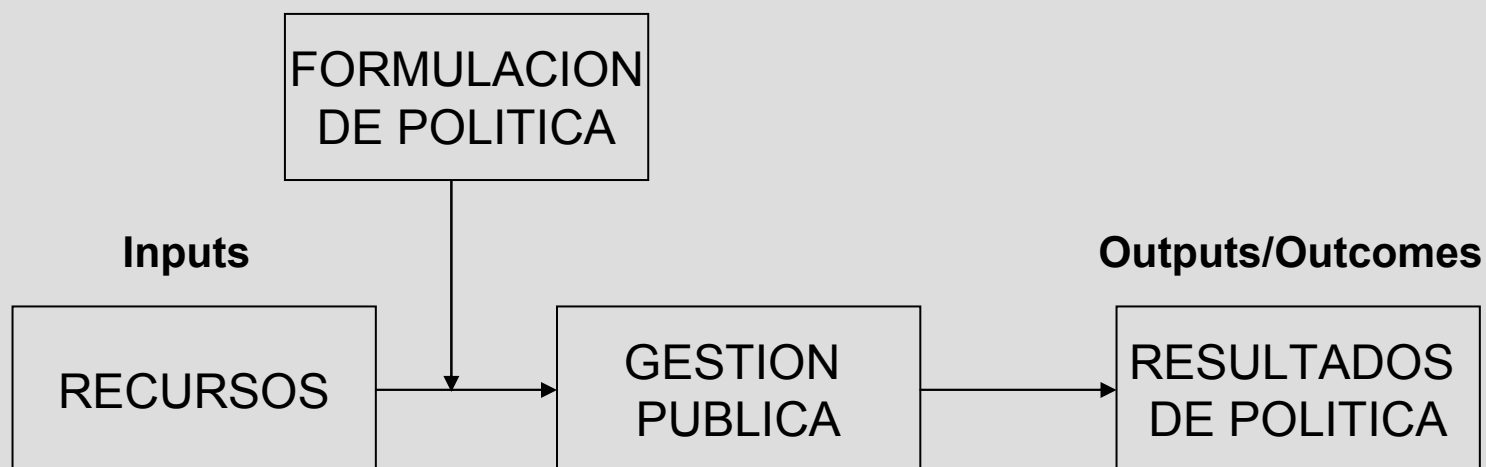 FORMULACION
DE POLITICA
Inputs
Outputs/Outcomes
RECURSOS
GESTION
PUBLICA
RESULTADOS
DE POLITICA